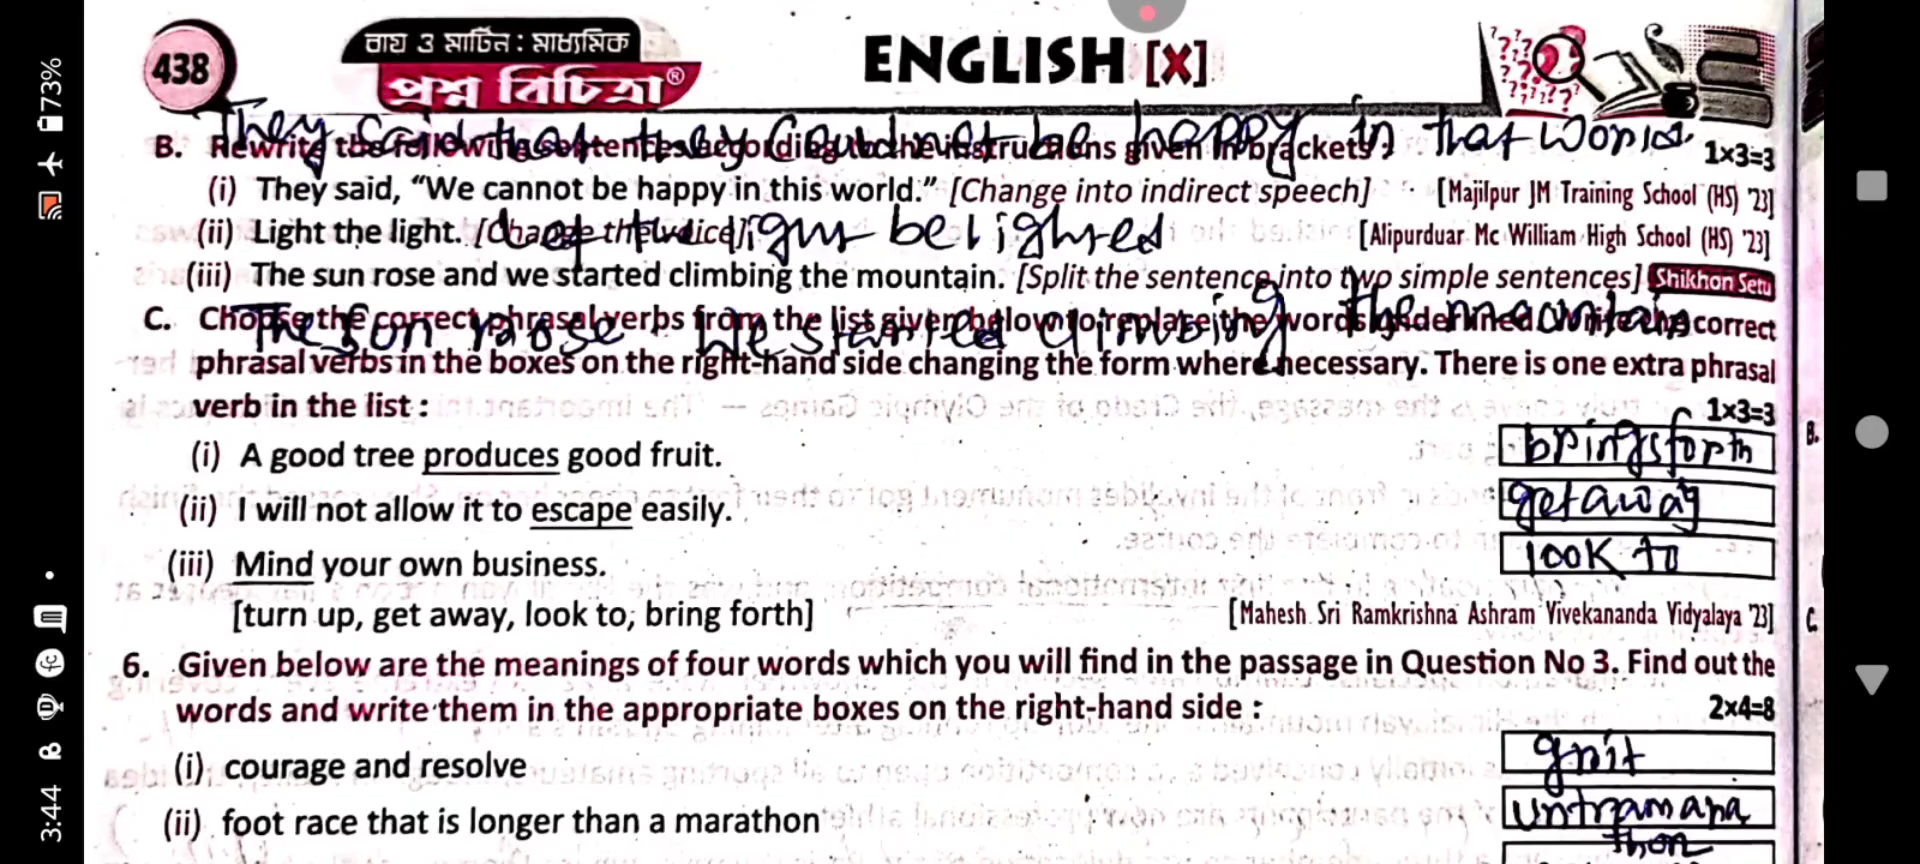 438
রায় ও মার্টিন : মাধ্যমিক
প্রশ্ন বিচিত্রা®
ENGLISH [X]
They said that they could not be happy in that world.
B. Rewrite the following sentences according to the instructions given in brackets : 1×3=3
(i) They said, “We cannot be happy in this world.” [Change into indirect speech] [Majilpur JM Training School (HS) '23]
(ii) Light the light. [Change the voice] [Alipurduar Mc William High School (HS) '23]
Let the light be lighted
(iii) The sun rose and we started climbing the mountain. [Split the sentence into two simple sentences] Shikhon Setu
The son rose We started climbing the mountain
C. Choose the correct phrasal verbs from the list given below to replace the words underlined. Write the correct
phrasal verbs in the boxes on the right-hand side changing the form where necessary. There is one extra phrasal
verb in the list : 1×3=3
(i) A good tree produces good fruit. brings forth
(ii) I will not allow it to escape easily. get away
(iii) Mind your own business. look to
[turn up, get away, look to, bring forth] [Mahesh Sri Ramkrishna Ashram Vivekananda Vidyalaya '23]
6. Given below are the meanings of four words which you will find in the passage in Question No 3. Find out the
words and write them in the appropriate boxes on the right-hand side : 2×4=8
(i) courage and resolve grit
(ii) foot race that is longer than a marathon
thon
B.
C.
3:44
73%